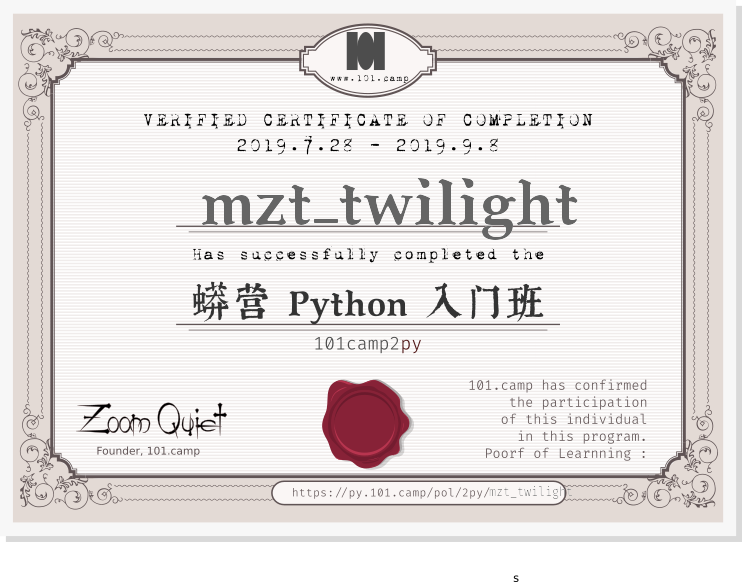 www.101.camp
VERIFIED CERTIFICATE OF COMPLETION
2019.7.28 - 2019.9.8
mzt_twilight
Has successfully completed the
蟒营 Python 入门班
101camp2py
101.camp has confirmed
the participation
of this individual
in this program.
Poorf of Learnning :
Zoom Quiet
Founder, 101.camp
https://py.101.camp/pol/2py/mzt_twilight
s